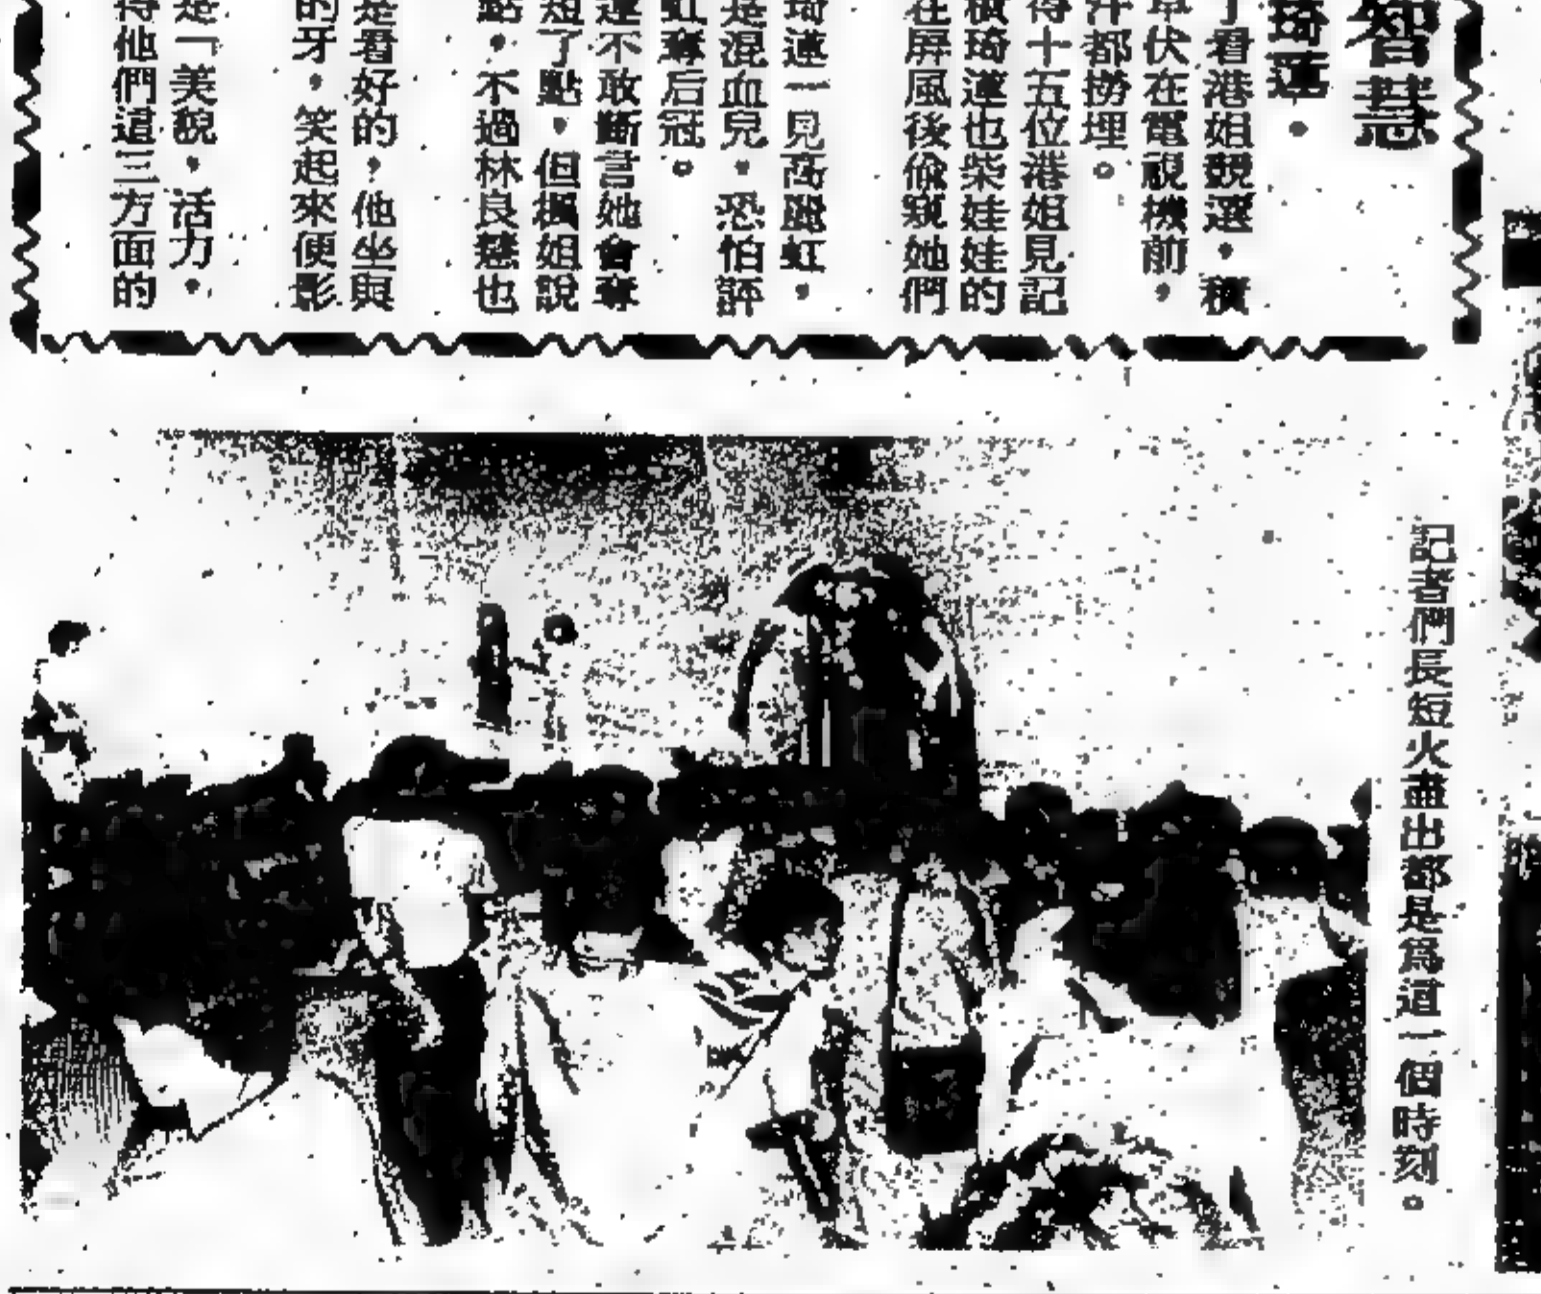 智慧
琦蓮。
了看港姐競選，積
草伏在電視機前，
冲都撈埋。
得十五位港姐見記
積琦蓮也柴娃娃的
在屏風後偷窺她們
琦蓮一見高麗虹，
是混血兒，恐怕評
虹奪后冠。
蓮不敢斷言她會奪
短了點，但楓姐說
點，不過林良蕙也
是看好的，他坐與
的牙，笑起來便影
是「美貌，活力，
得他們這三方面的
記者們長短火盡出都是爲這一個時刻。